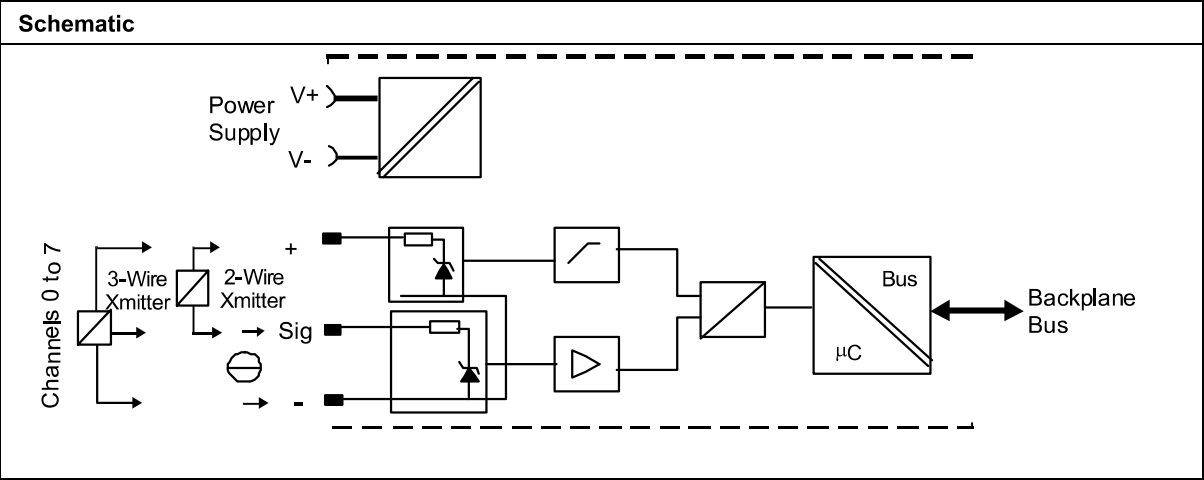 Schematic
Power
Supply
V+
V-
Channels 0 to 7
3-Wire
Xmitter
2-Wire
Xmitter
+
Sig
-
Bus
µC
Backplane
Bus